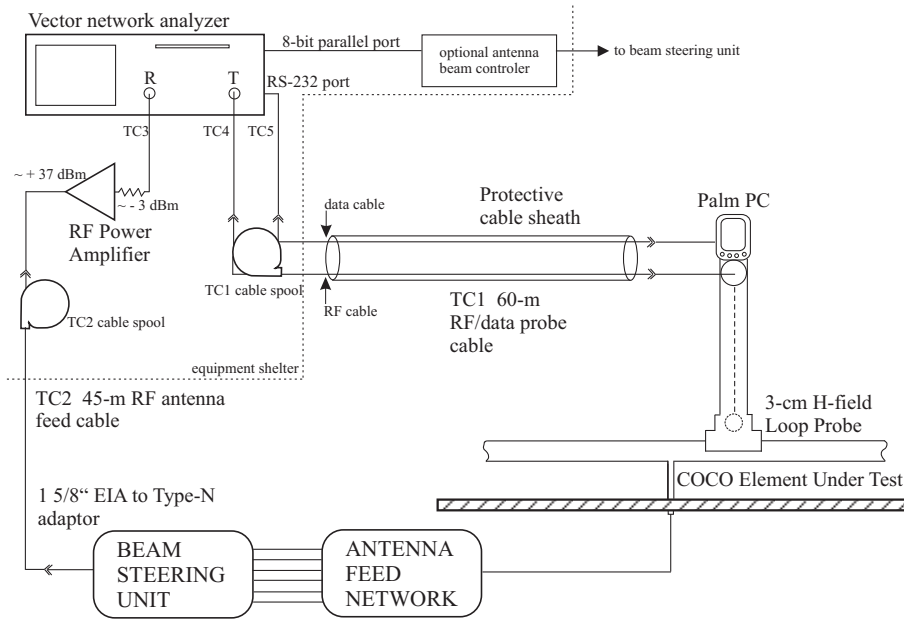 Vector network analyzer
8-bit parallel port
optional antenna
beam controler
to beam steering unit
R
T
RS-232 port
TC3
TC4
TC5
~ + 37 dBm
~ - 3 dBm
RF Power
Amplifier
data cable
Protective
cable sheath
Palm PC
TC1 cable spool
RF cable
TC1 60-m
RF/data probe
cable
TC2 cable spool
equipment shelter
TC2 45-m RF antenna
feed cable
3-cm H-field
Loop Probe
COCO Element Under Test
1 5/8“ EIA to Type-N
adaptor
BEAM
STEERING
UNIT
ANTENNA
FEED
NETWORK